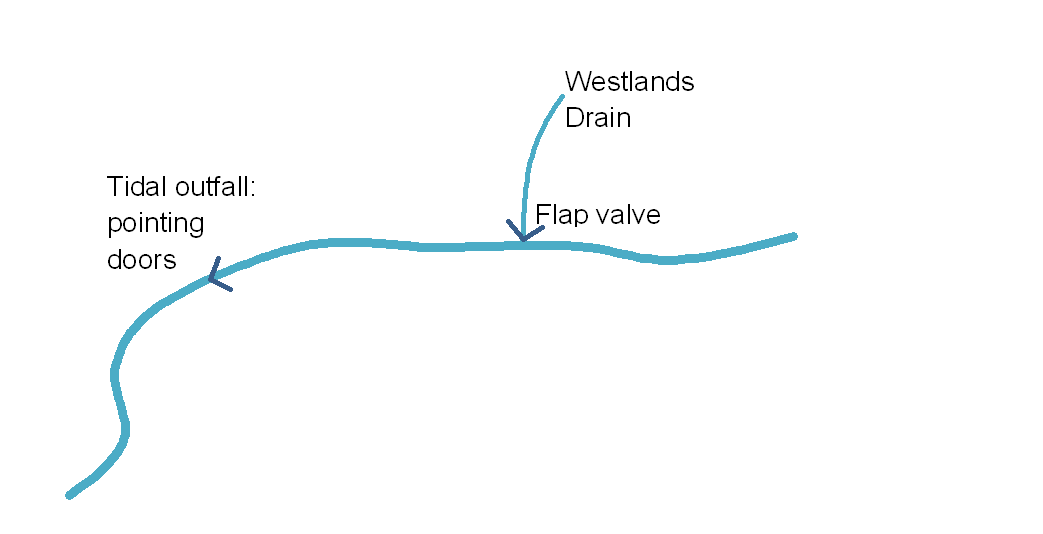 Westlands
Drain
Tidal outfall:
pointing
doors
Flap valve